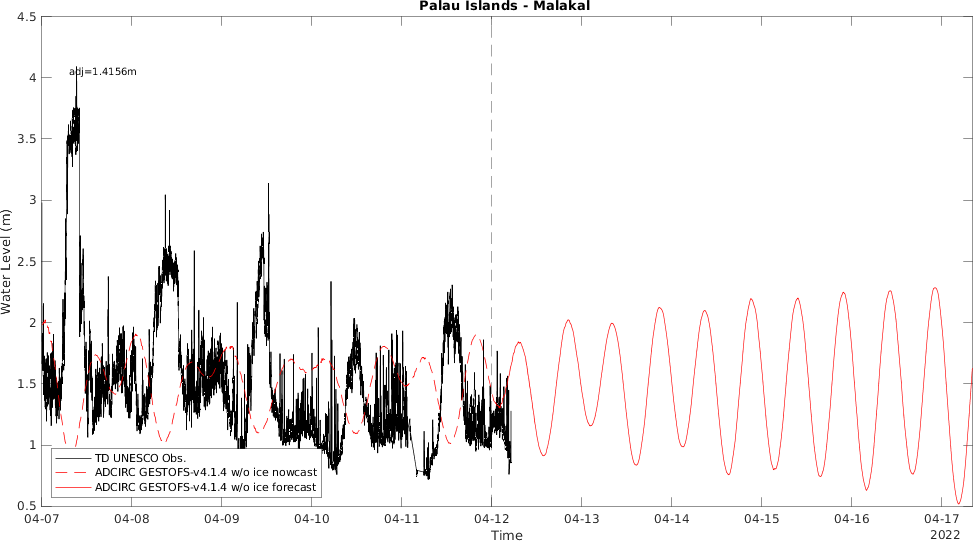 Palau Islands - Malakal
4.5
4
3.5
3
2.5
2
1.5
1
0.5
Water Level (m)
adj=1.4156m
TD UNESCO Obs.
ADCIRC GESTOFS-v4.1.4 w/o ice nowcast
ADCIRC GESTOFS-v4.1.4 w/o ice forecast
04-07 04-08 04-09 04-10 04-11 04-12 04-13 04-14 04-15 04-16 04-17
Time
2022